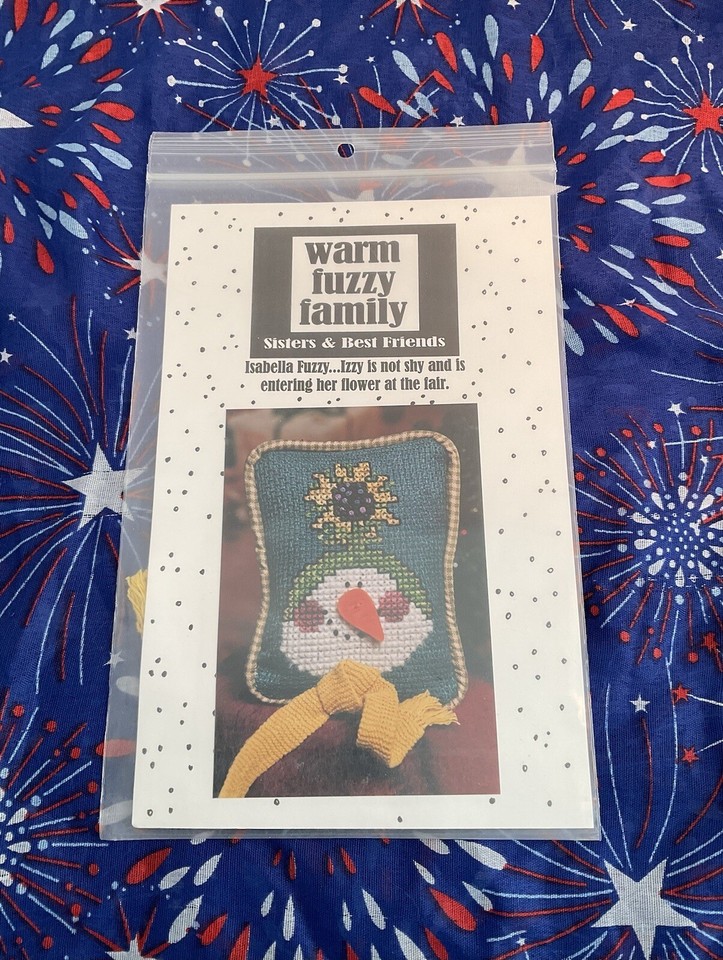 warm
fuzzy
family
Sisters & Best Friends
Isabella Fuzzy...Izzy is not shy and is
entering her flower at the fair.